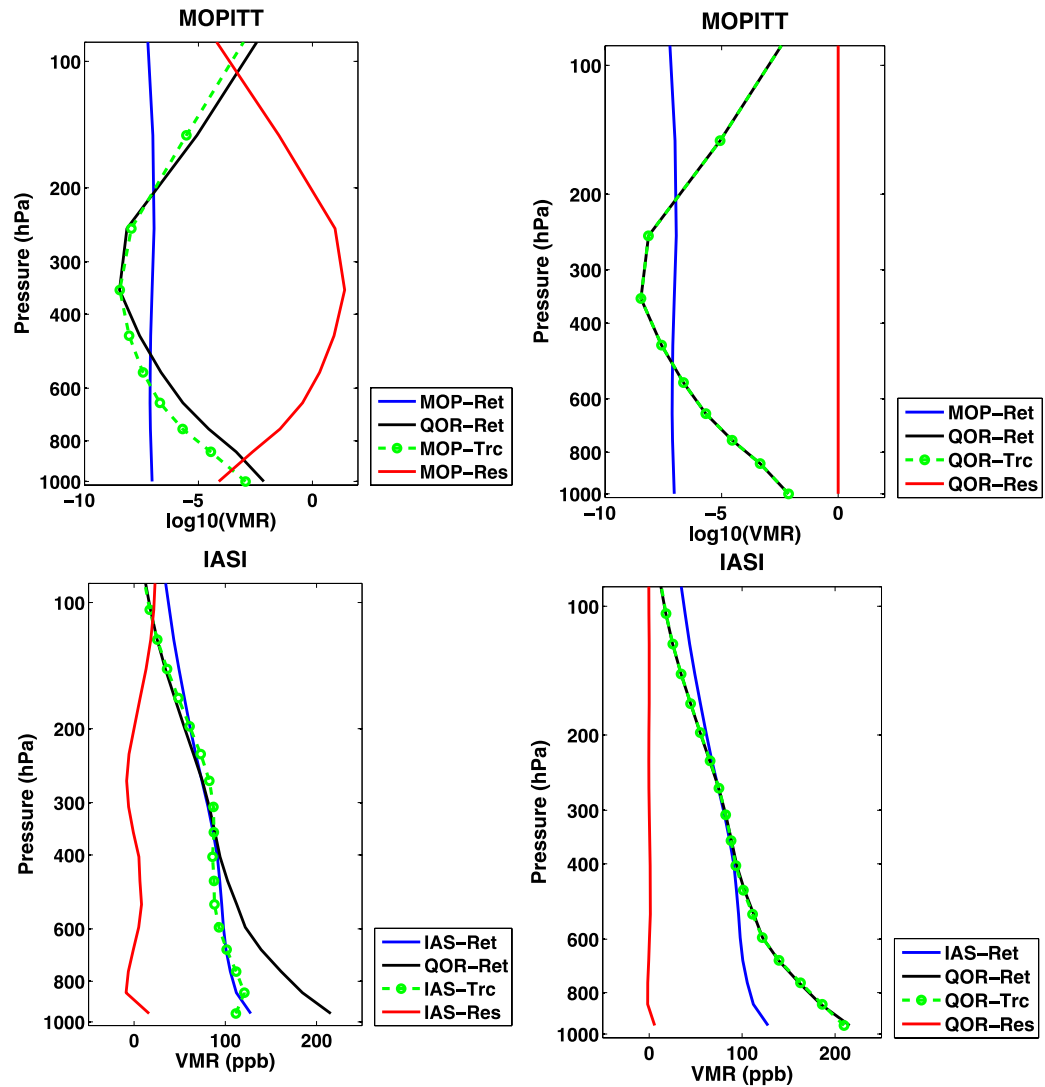 MOPITT
Pressure (hPa)
100
200
300
400
600
800
1000
−10
−5
0
log10(VMR)
MOP−Ret
QOR−Ret
MOP−Trc
MOP−Res
MOPITT
Pressure (hPa)
100
200
300
400
600
800
1000
−10
−5
0
log10(VMR)
MOP−Ret
QOR−Ret
QOR−Trc
QOR−Res
IASI
Pressure (hPa)
100
200
300
400
600
800
1000
0
100
200
VMR (ppb)
IAS−Ret
QOR−Ret
IAS−Trc
IAS−Res
IASI
Pressure (hPa)
100
200
300
400
600
800
1000
0
100
200
VMR (ppb)
IAS−Ret
QOR−Ret
QOR−Trc
QOR−Res